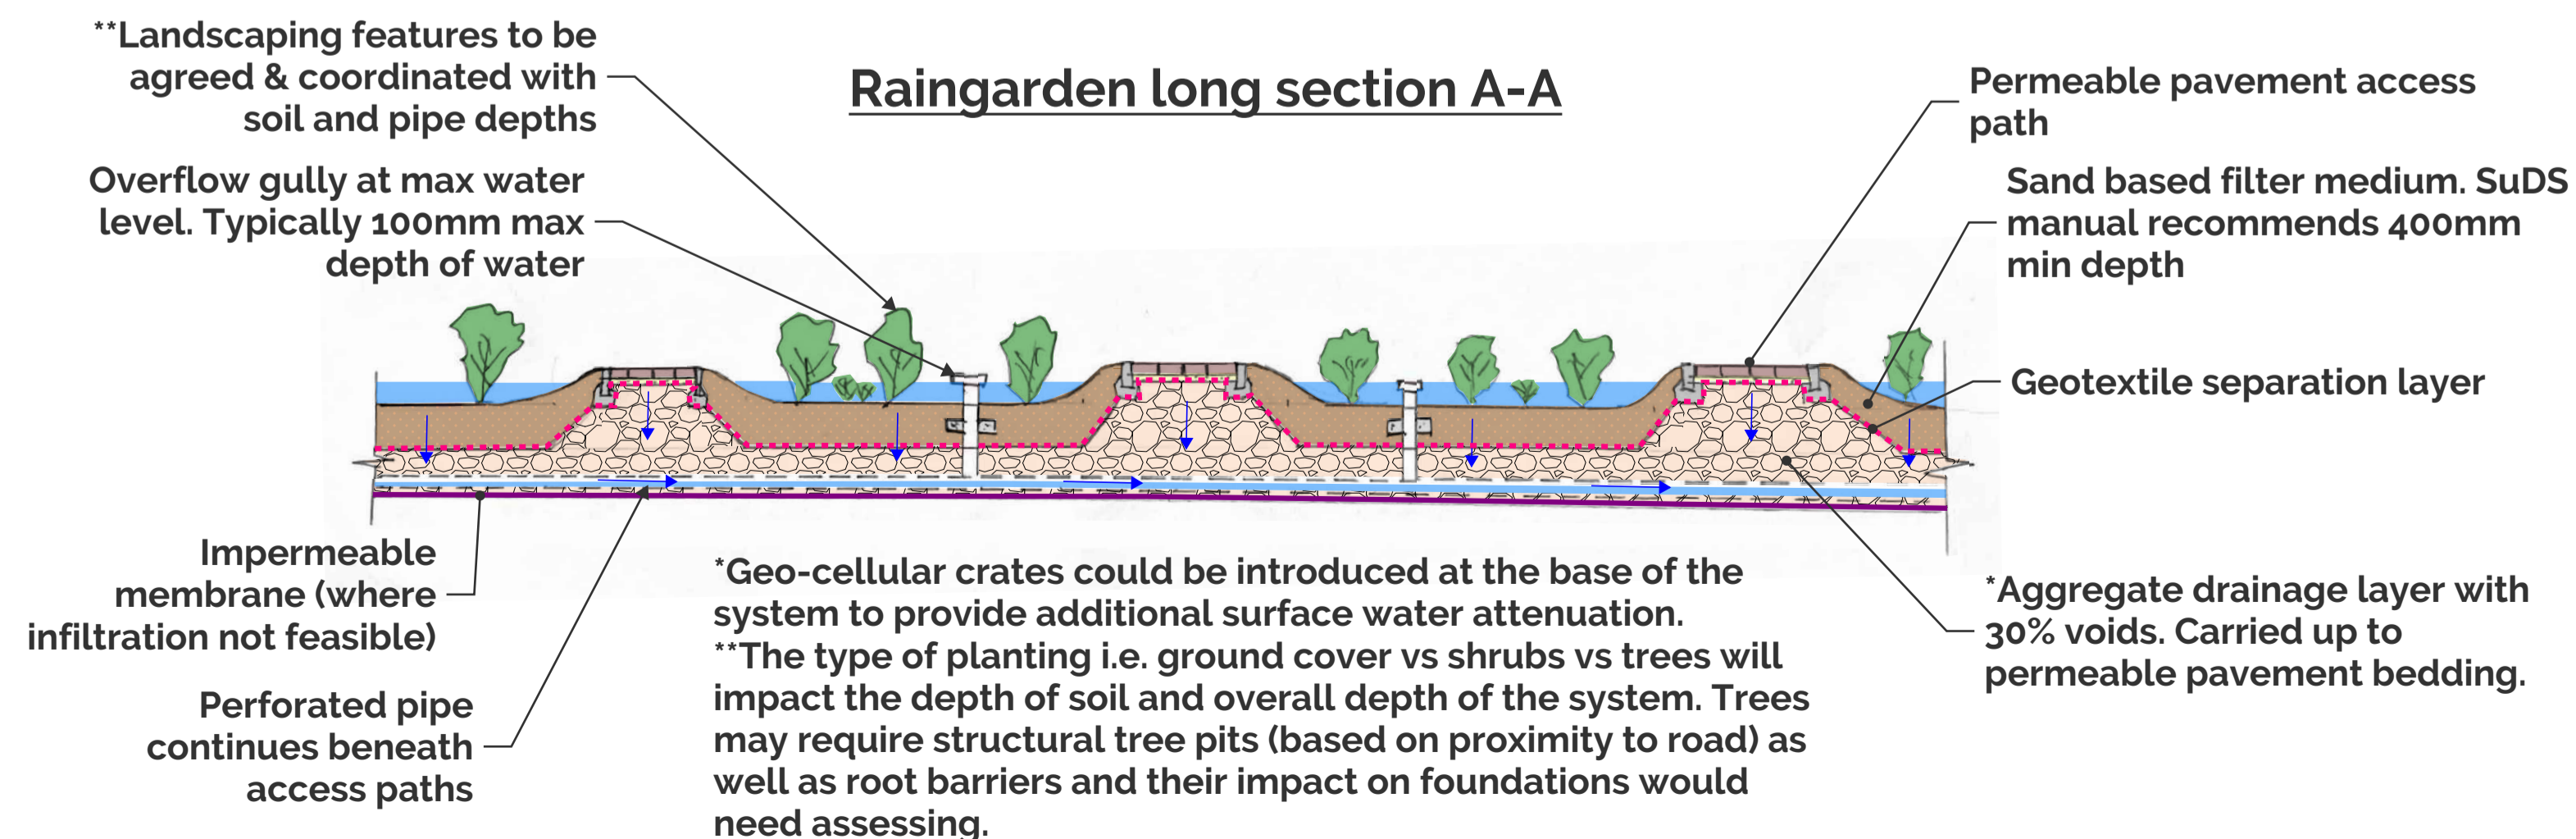 **Landscaping features to be
agreed & coordinated with
soil and pipe depths
Raingarden long section A-A
Permeable pavement access
path
Overflow gully at max water
level. Typically 100mm max
depth of water
Sand based filter medium. SuDS
manual recommends 400mm
min depth
Geotextile separation layer
Impermeable
membrane (where
infiltration not feasible)
Perforated pipe
continues beneath
access paths
*Geo-cellular crates could be introduced at the base of the
system to provide additional surface water attenuation.
**The type of planting i.e. ground cover vs shrubs vs trees will
impact the depth of soil and overall depth of the system. Trees
may require structural tree pits (based on proximity to road) as
well as root barriers and their impact on foundations would
need assessing.
*Aggregate drainage layer with
30% voids. Carried up to
permeable pavement bedding.